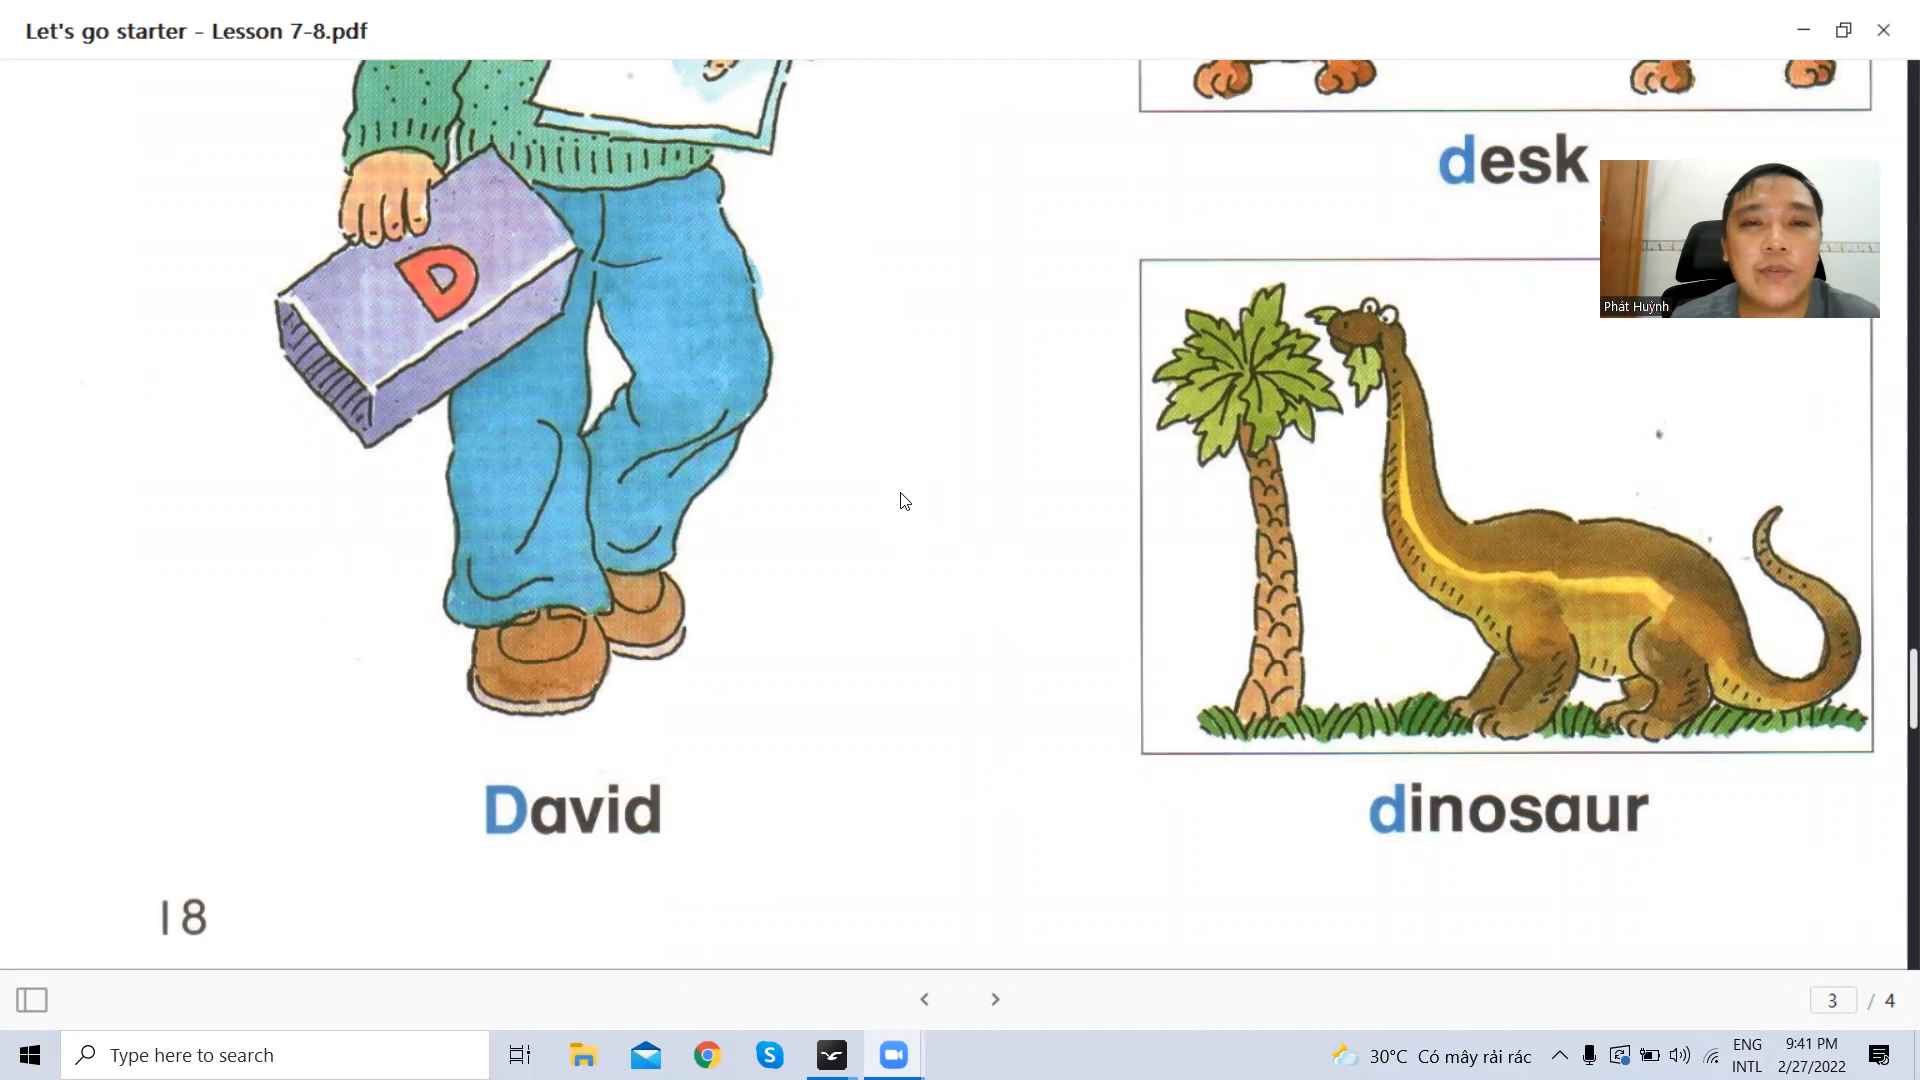 Let's go starter - Lesson 7-8.pdf
desk
Phát Huỳnh
D
David
dinosaur
18
3 / 4
Type here to search
30°C Có mây rải rác
ENG
INTL
9:41 PM
2/27/2022